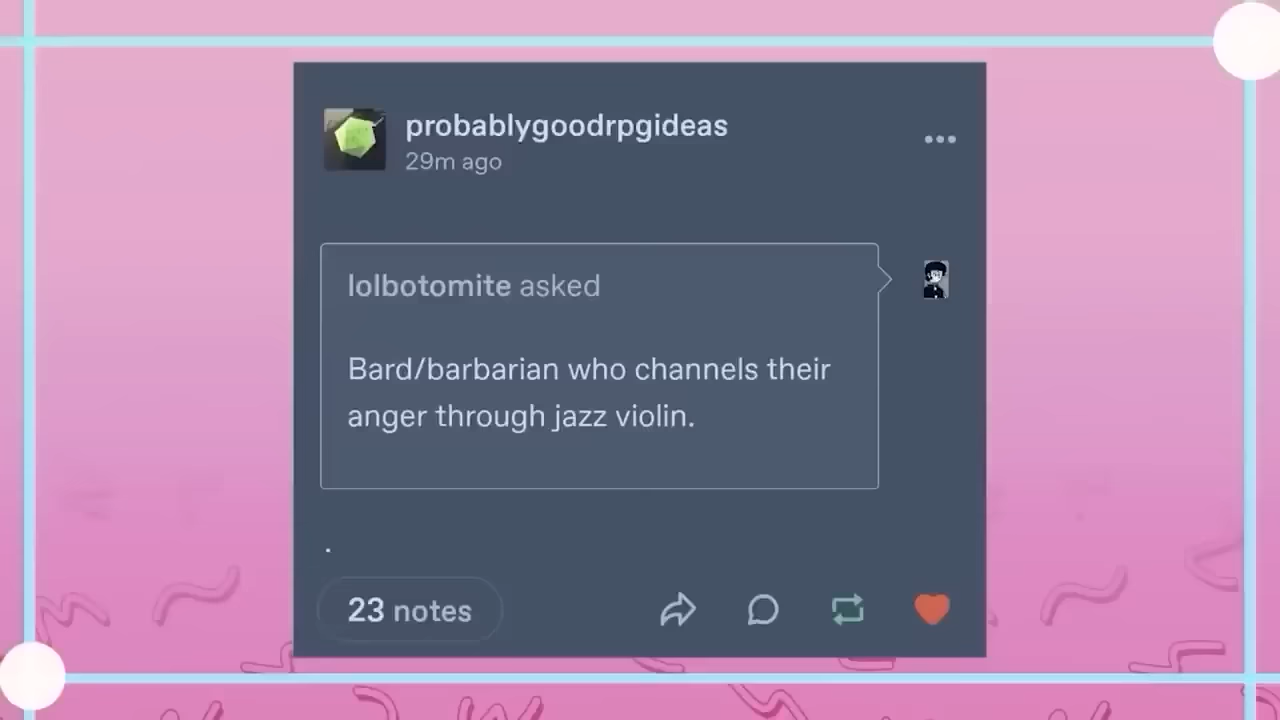 probablygoodrpgideas
29m ago
lolbotomite asked
Bard/barbarian who channels their
anger through jazz violin.
.
23 notes